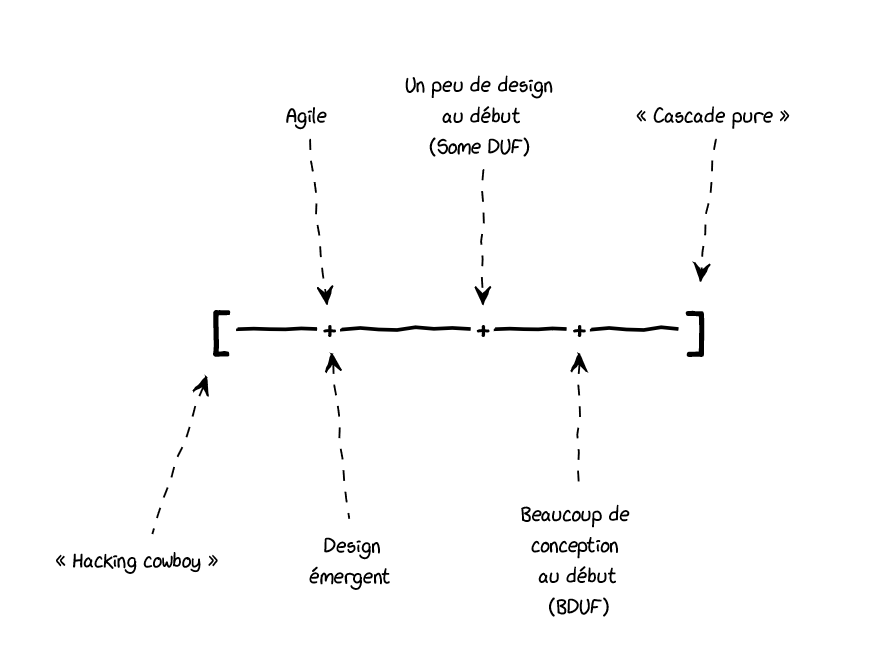 Un peu de design
au début
(Some DUF)
Agile
« Cascade pure »
« Hacking cowboy »
Design
émergent
Beaucoup de
conception
au début
(BDUF)